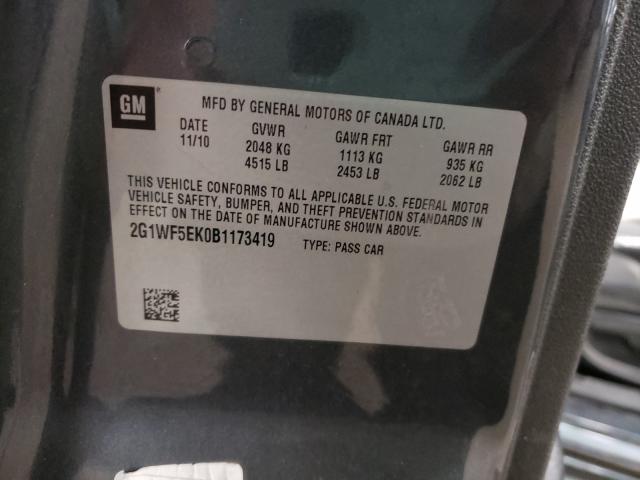 GM
MFD BY GENERAL MOTORS OF CANADA LTD.
DATE GVWR GAWR FRT GAWR RR
11/10 2048 KG 1113 KG 935 KG
4515 LB 2453 LB 2062 LB
THIS VEHICLE CONFORMS TO ALL APPLICABLE U.S. FEDERAL MOTOR
VEHICLE SAFETY, BUMPER, AND THEFT PREVENTION STANDARDS IN
EFFECT ON THE DATE OF MANUFACTURE SHOWN ABOVE.
2G1WF5EK0B1173419 TYPE: PASS CAR